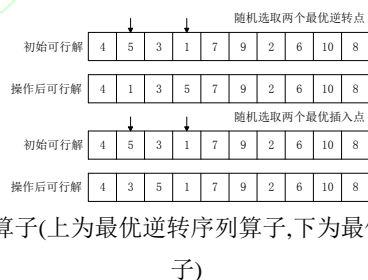 随机选取两个最优逆转点
初始可行解 4 5 3 1 7 9 2 6 10 8
操作后可行解 4 1 3 5 7 9 2 6 10 8
随机选取两个最优插入点
初始可行解 4 5 3 1 7 9 2 6 10 8
操作后可行解 4 3 5 1 7 9 2 6 10 8
算子(上为最优逆转序列算子,下为最
子)